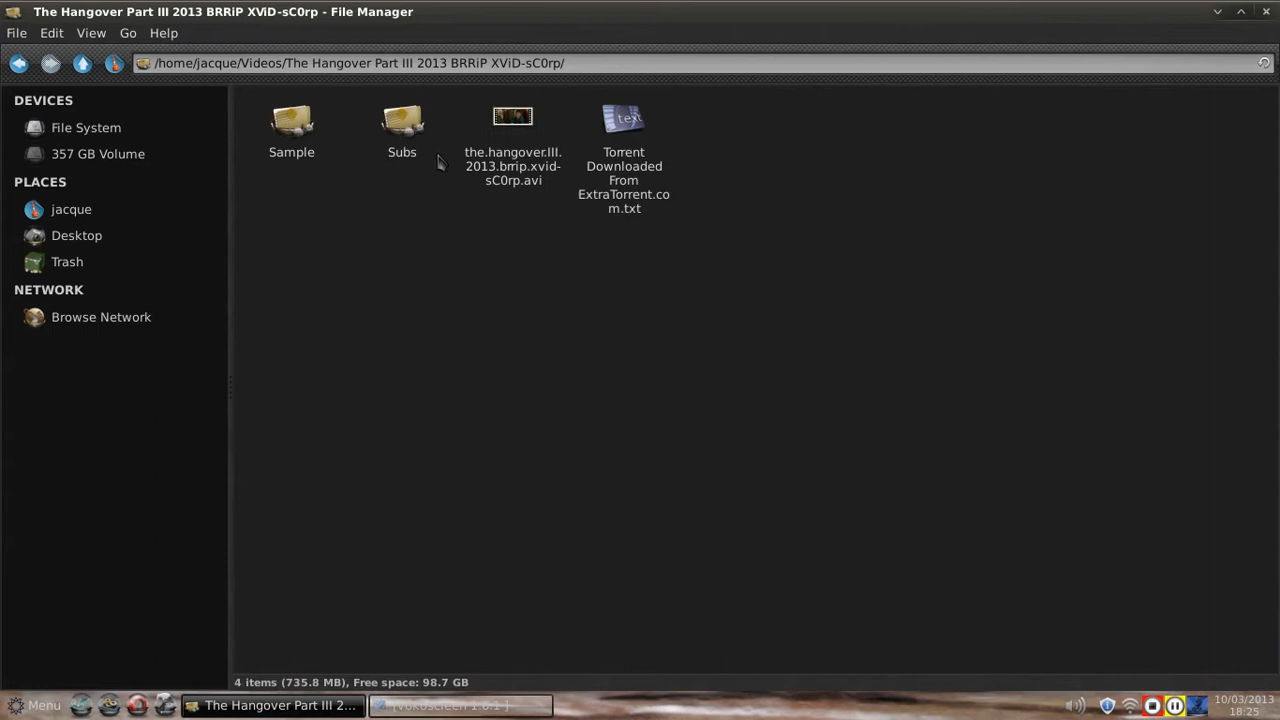 The Hangover Part III 2013 BRRiP XViD-sC0rp - File Manager
File Edit View Go Help
/home/jacque/Videos/The Hangover Part III 2013 BRRiP XViD-sC0rp/
DEVICES
File System
357 GB Volume
PLACES
jacque
Desktop
Trash
NETWORK
Browse Network
Sample
Subs
the.hangover.III.
2013.brrip.xvid-
sC0rp.avi
text
Torrent
Downloaded
From
ExtraTorrent.co
m.txt
4 items (735.8 MB), Free space: 98.7 GB
Menu
The Hangover Part III 2...
10/03/2013
18:25